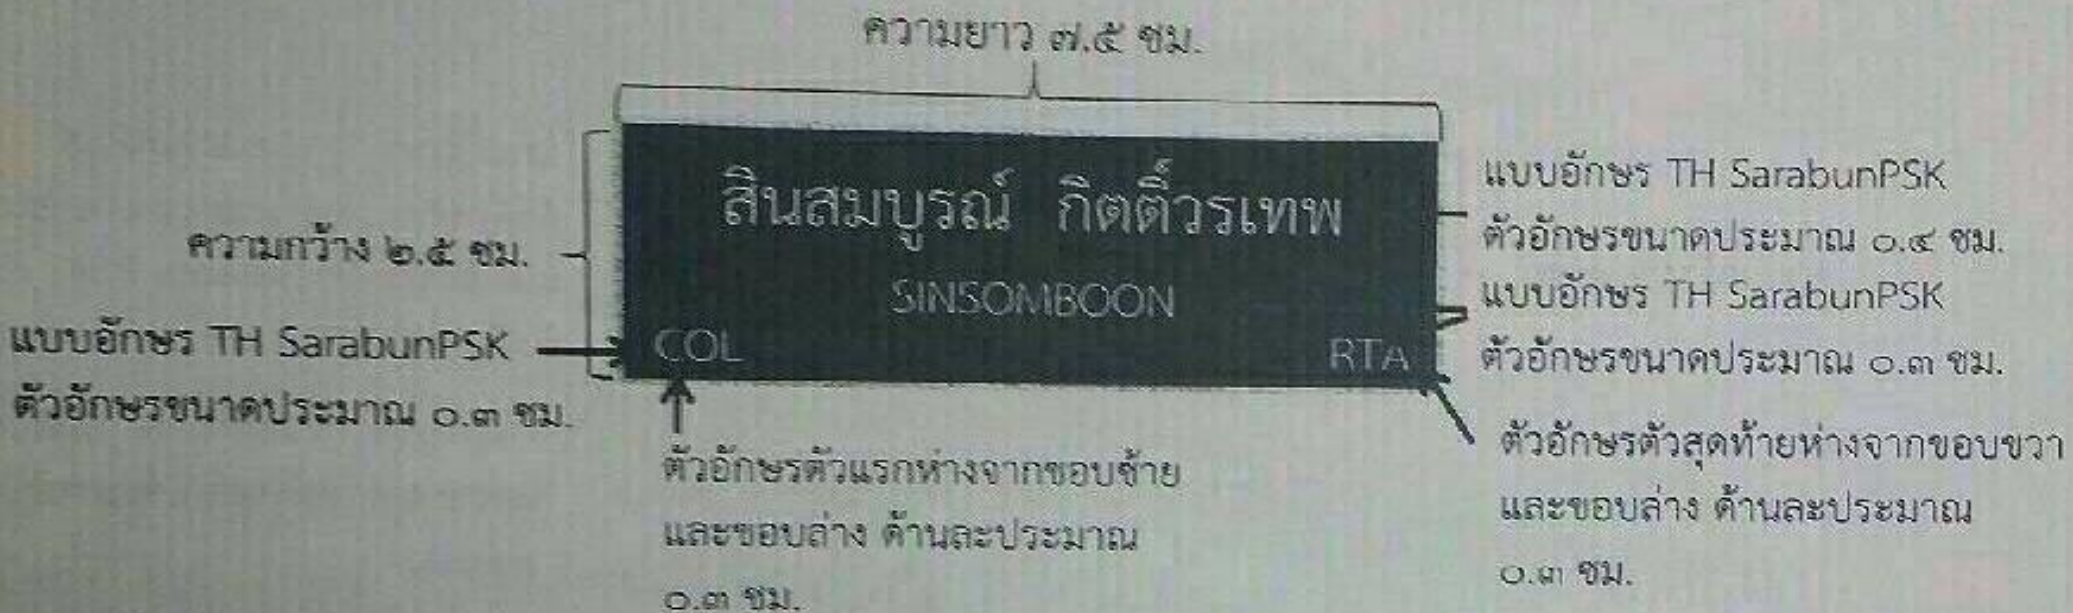 ความยาว ๗.๕ ซม.
สินสมบูรณ์ กิตติ์วรเทพ
SINSOMBOON
COL
RTA
ความกว้าง ๒.๕ ซม.
แบบอักษร TH SarabunPSK
ตัวอักษรขนาดประมาณ ๐.๓ ซม.
ตัวอักษรตัวแรกห่างจากขอบซ้าย
และขอบล่าง ด้านละประมาณ
๐.๓ ซม.
แบบอักษร TH SarabunPSK
ตัวอักษรขนาดประมาณ ๐.๔ ซม.
แบบอักษร TH SarabunPSK
ตัวอักษรขนาดประมาณ ๐.๓ ซม.
ตัวอักษรตัวสุดท้ายห่างจากขอบขวา
และขอบล่าง ด้านละประมาณ
๐.๓ ซม.